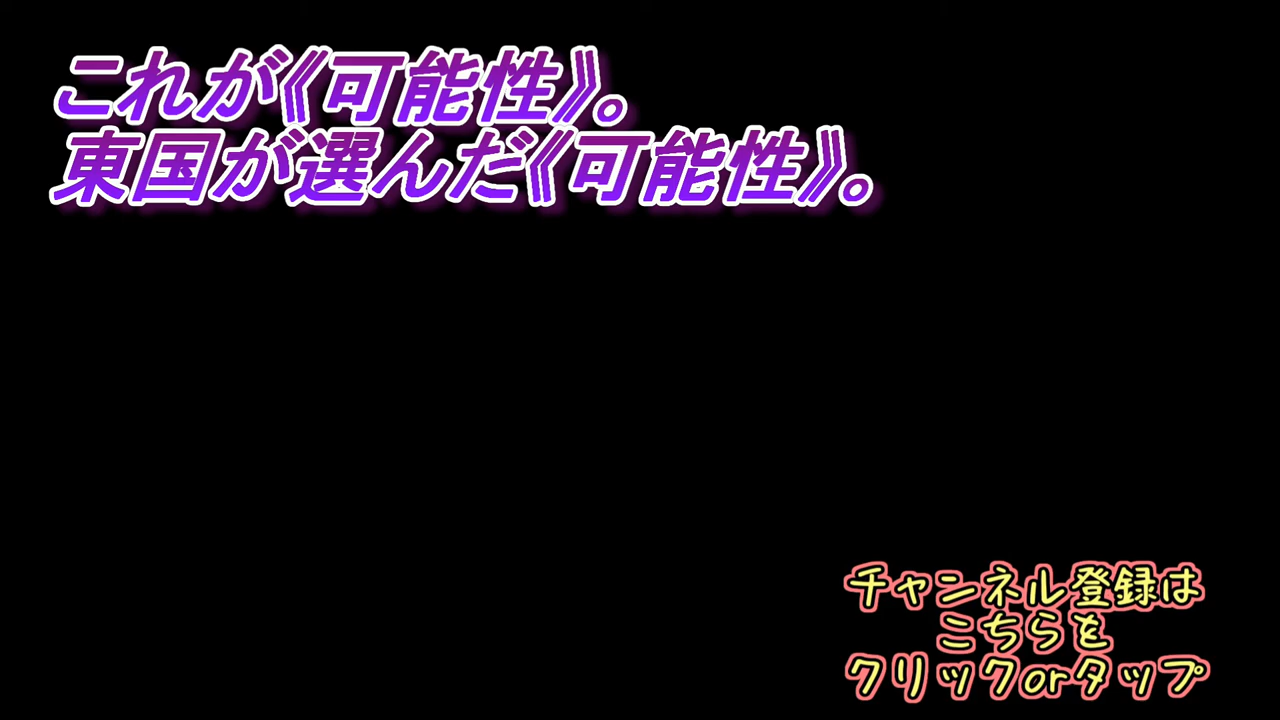 これが《可能性》。
東国が選んだ《可能性》。
チャンネル登録は
こちらを
クリックorタップ